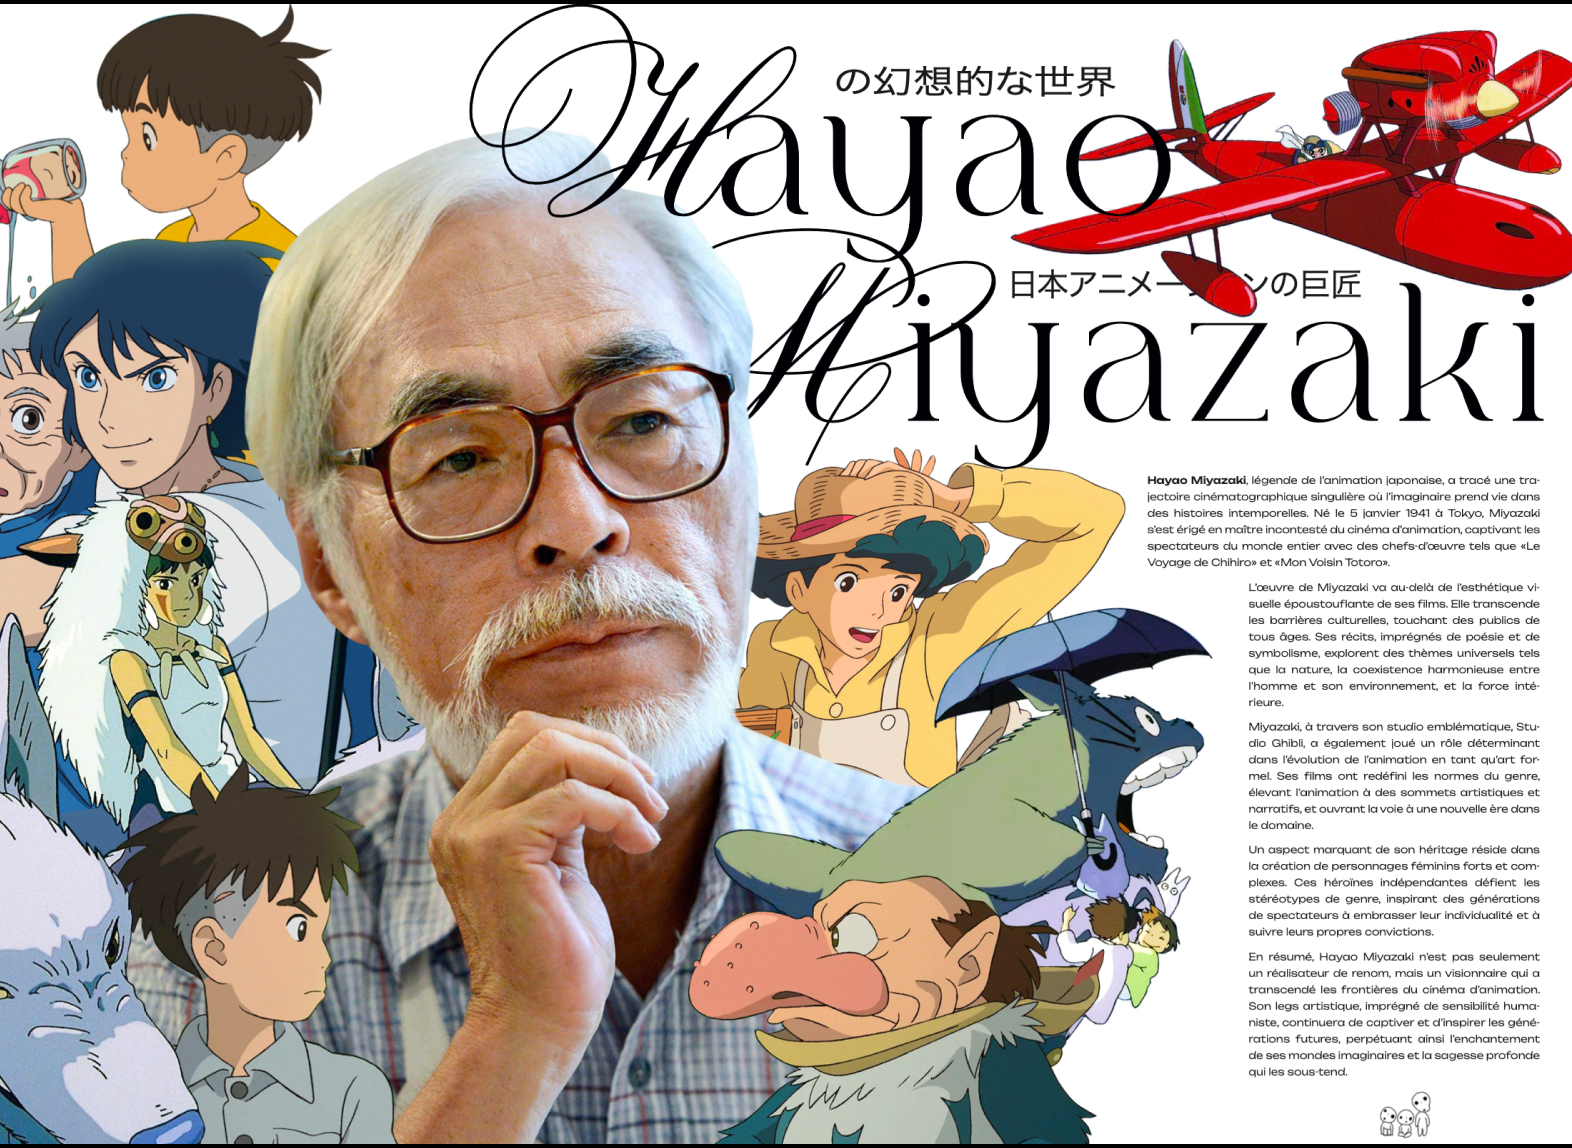 の幻想的な世界
Hayao
日本アニメーションの巨匠
Miyazaki
Hayao Miyazaki, légende de l'animation japonaise, a tracé une tra-
jectoire cinématographique singulière où l'imaginaire prend vie dans
des histoires intemporelles. Né le 5 janvier 1941 à Tokyo, Miyazaki
s'est érigé en maître incontesté du cinéma d'animation, captivant les
spectateurs du monde entier avec des chefs-d'œuvre tels que «Le
Voyage de Chihiro» et «Mon Voisin Totoro».
L'œuvre de Miyazaki va au-delà de l'esthétique vi-
suelle époustouflante de ses films. Elle transcende
les barrières culturelles, touchant des publics de
tous âges. Ses récits, imprégnés de poésie et de
symbolisme, explorent des thèmes universels tels
que la nature, la coexistence harmonieuse entre
l'homme et son environnement, et la force inté-
rieure.
Miyazaki, à travers son studio emblématique, Stu-
dio Ghibli, a également joué un rôle déterminant
dans l'évolution de l'animation en tant qu'art for-
mel. Ses films ont redéfini les normes du genre,
élevant l'animation à des sommets artistiques et
narratifs, et ouvrant la voie à une nouvelle ère dans
le domaine.
Un aspect marquant de son héritage réside dans
la création de personnages féminins forts et com-
plexes. Ces héroïnes indépendantes défient les
stéréotypes de genre, inspirant des générations
de spectateurs à embrasser leur individualité et à
suivre leurs propres convictions.
En résumé, Hayao Miyazaki n'est pas seulement
un réalisateur de renom, mais un visionnaire qui a
transcendé les frontières du cinéma d'animation.
Son legs artistique, imprégné de sensibilité huma-
niste, continuera de captiver et d'inspirer les géné-
rations futures, perpétuant ainsi l'enchantement
de ses mondes imaginaires et la sagesse profonde
qui les sous-tend.